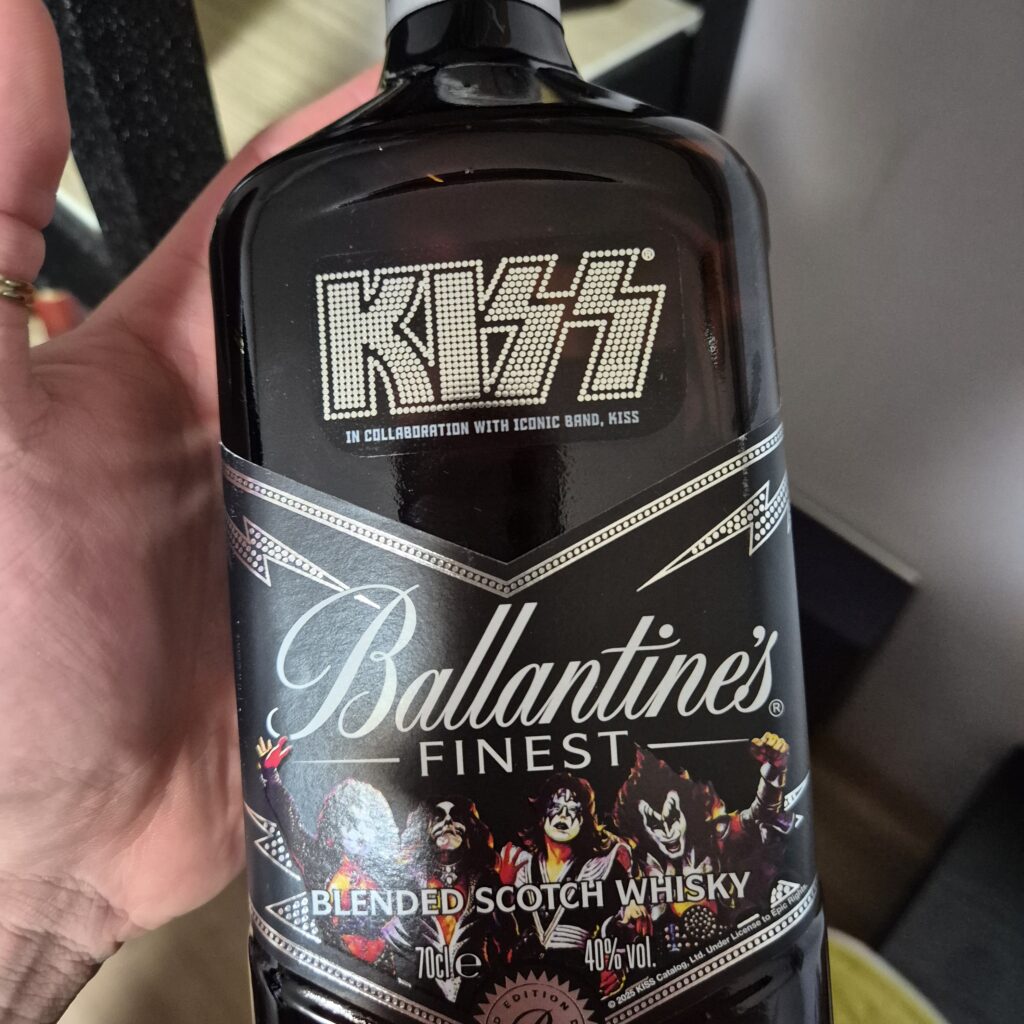 KISS®
IN COLLABORATION WITH ICONIC BAND, KISS
Ballantine's®
FINEST
BLENDED SCOTCH WHISKY
70cl e 40% vol.
© 2025 KISS Catalog, Ltd. Under License to Epic Rights
EDITION